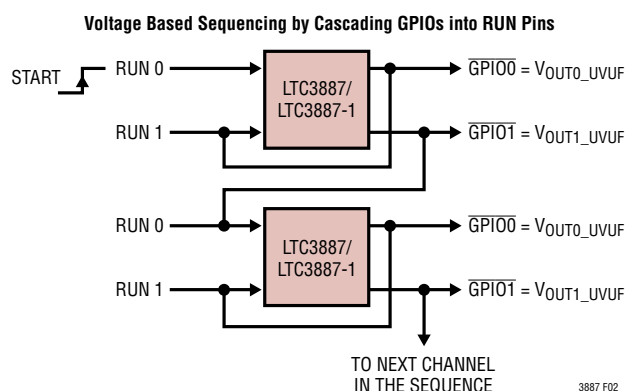 Voltage Based Sequencing by Cascading GPIOs into RUN Pins
START
RUN 0
LTC3887/
LTC3887-1
GPIO0 = VOUT0_UVUF
RUN 1
GPIO1 = VOUT1_UVUF
RUN 0
LTC3887/
LTC3887-1
GPIO0 = VOUT0_UVUF
RUN 1
GPIO1 = VOUT1_UVUF
TO NEXT CHANNEL
IN THE SEQUENCE
3887 F02